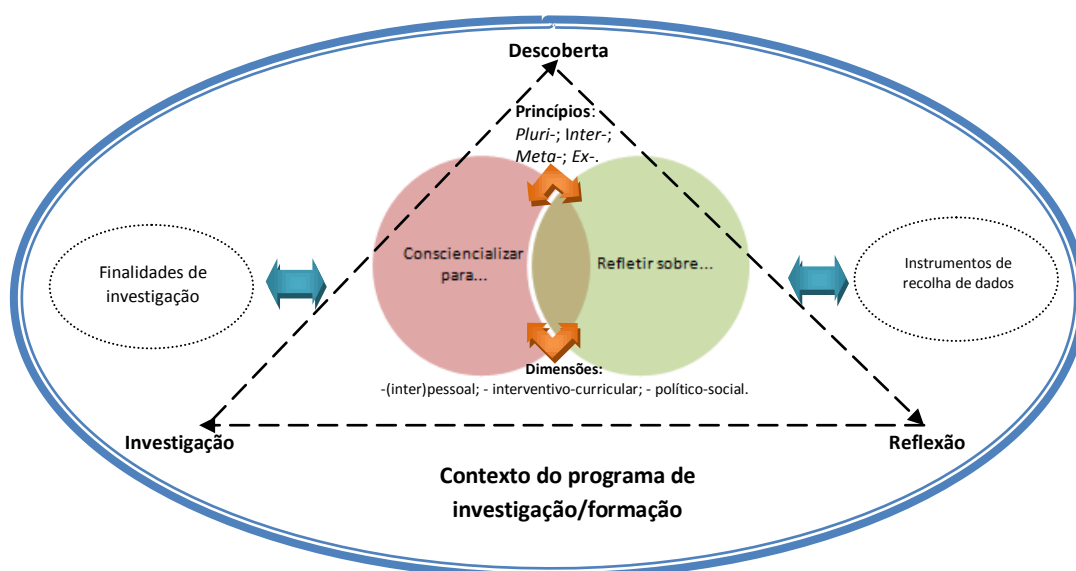 Descoberta
Princípios:
Pluri-; Inter-;
Meta-; Ex-.
Consciencializar
para...
Refletir sobre...
Finalidades de
investigação
Instrumentos de
recolha de dados
Dimensões:
-(inter)pessoal; - interventivo-curricular; - político-social.
Investigação
Reflexão
Contexto do programa de
investigação/formação